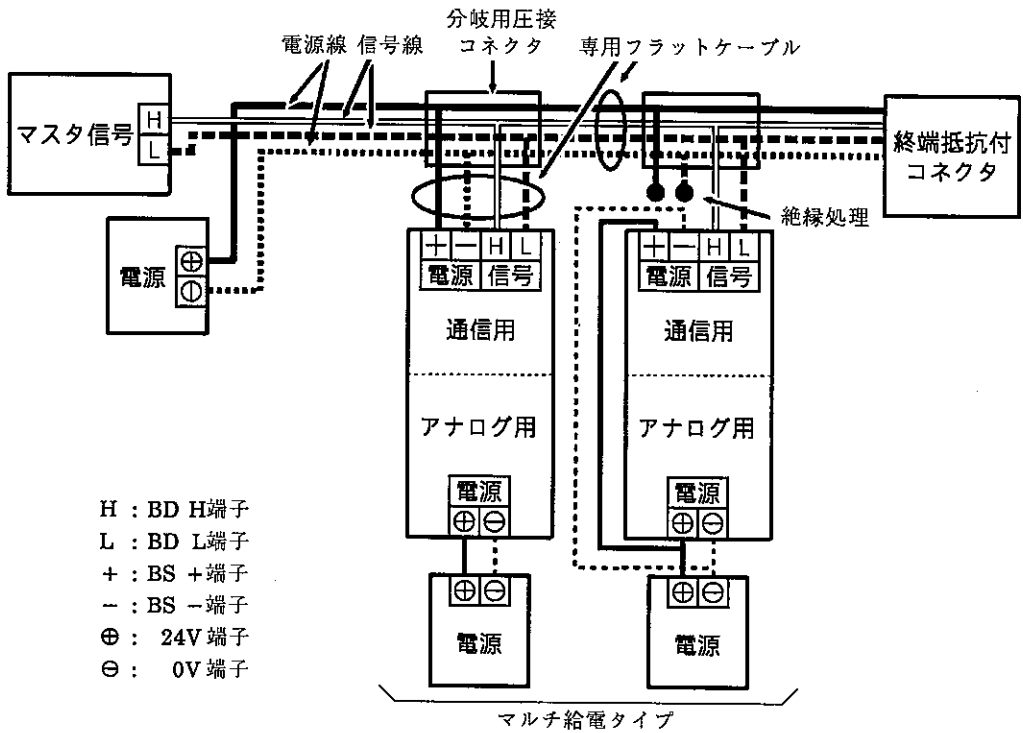 分岐用圧接
コネクタ
電源線 信号線
専用フラットケーブル
マスタ信号
H
L
終端抵抗付
コネクタ
絶縁処理
電源
⊕
⊖
+ − H L
電源 信号
通信用
アナログ用
電源
⊕ ⊖
⊕ ⊖
電源
+ − H L
電源 信号
通信用
アナログ用
電源
⊕ ⊖
⊕ ⊖
電源
H : BD H端子
L : BD L端子
+ : BS +端子
− : BS −端子
⊕ : 24V 端子
⊖ : 0V 端子
マルチ給電タイプ